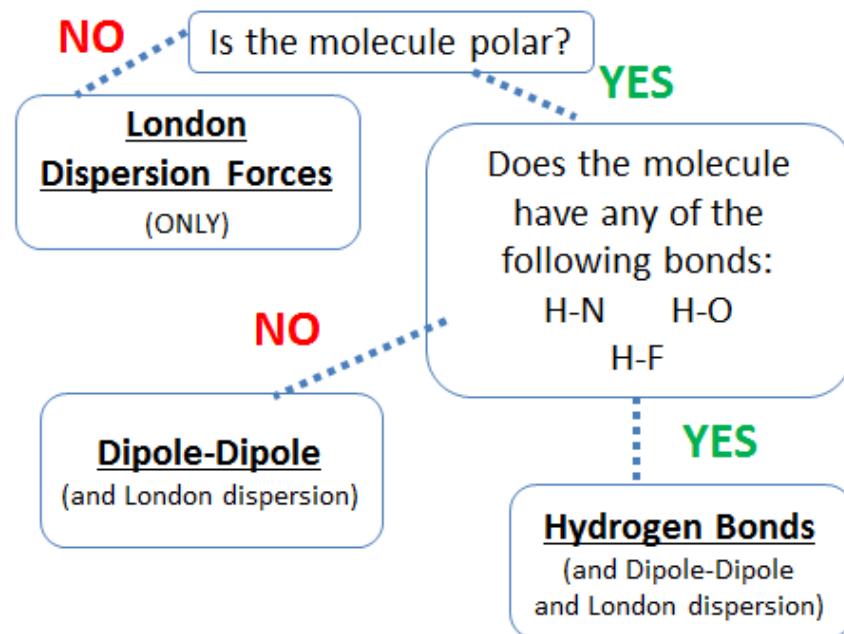 NO
Is the molecule polar?
YES
London
Dispersion Forces
(ONLY)
Does the molecule
have any of the
following bonds:
H-N H-O
H-F
NO
Dipole-Dipole
(and London dispersion)
YES
Hydrogen Bonds
(and Dipole-Dipole
and London dispersion)